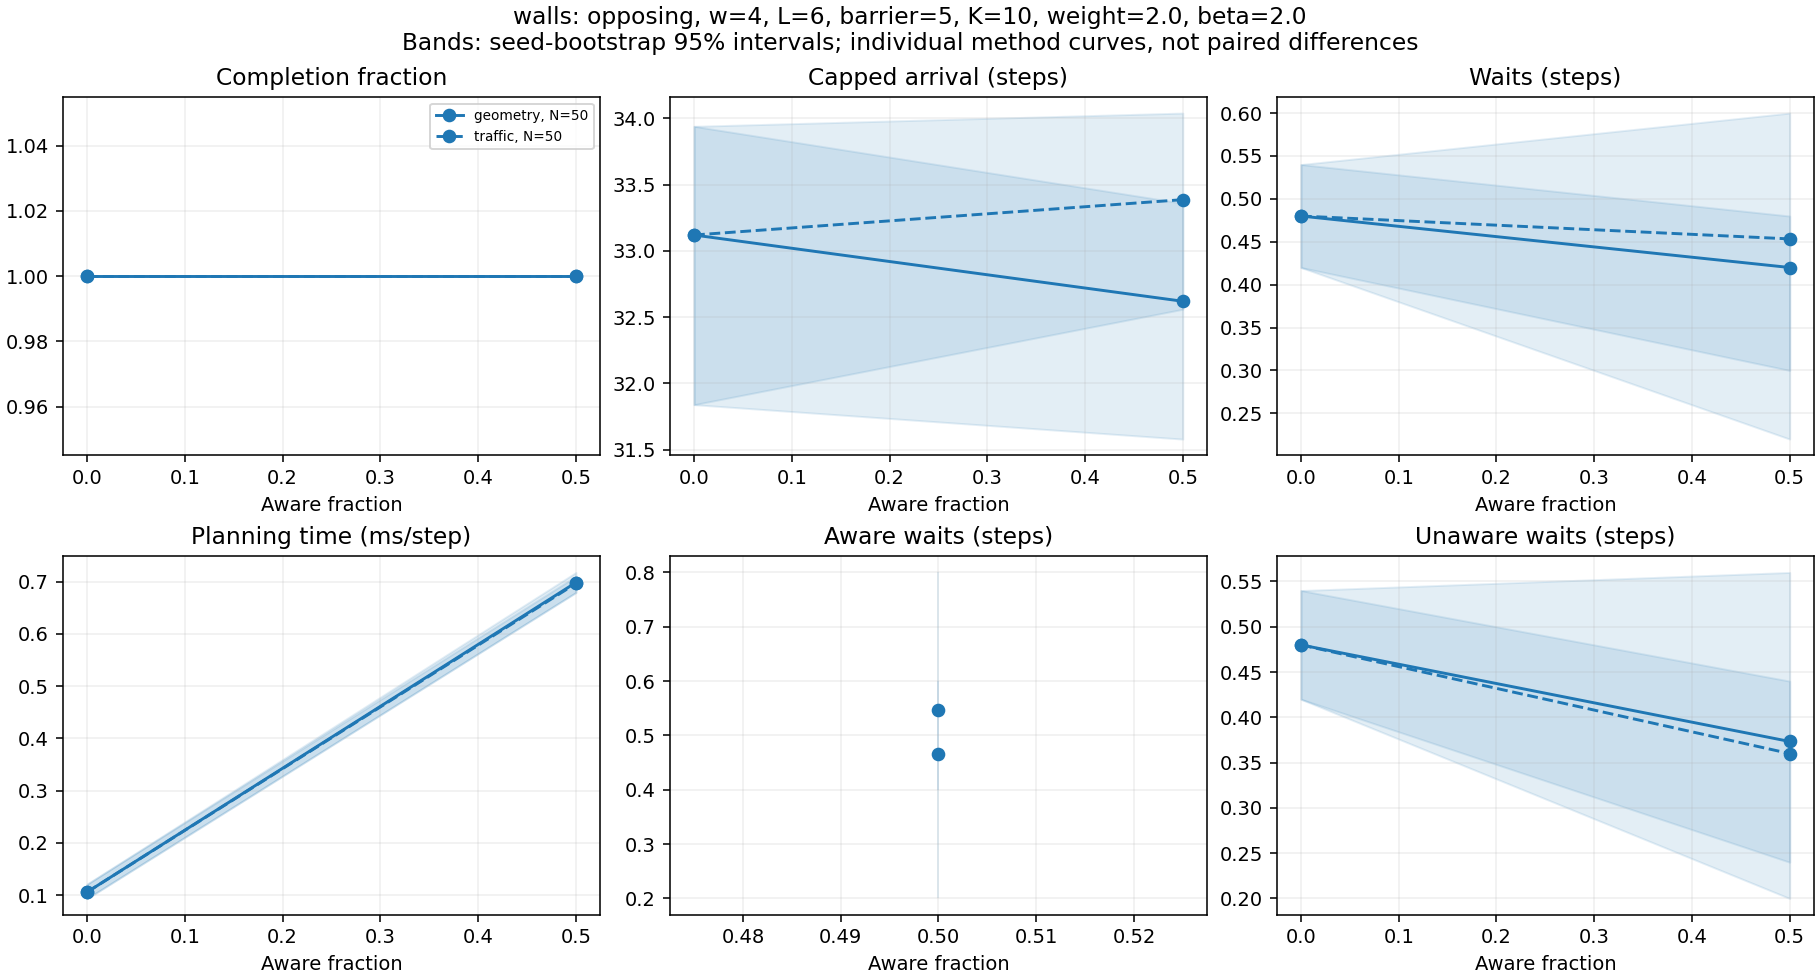 walls: opposing, w=4, L=6, barrier=5, K=10, weight=2.0, beta=2.0
Bands: seed-bootstrap 95% intervals; individual method curves, not paired differences
Completion fraction
geometry, N=50
traffic, N=50
1.04
1.02
1.00
0.98
0.96
0.0 0.1 0.2 0.3 0.4 0.5
Aware fraction
Capped arrival (steps)
34.0
33.5
33.0
32.5
32.0
31.5
0.0 0.1 0.2 0.3 0.4 0.5
Aware fraction
Waits (steps)
0.60
0.55
0.50
0.45
0.40
0.35
0.30
0.25
0.0 0.1 0.2 0.3 0.4 0.5
Aware fraction
Planning time (ms/step)
0.7
0.6
0.5
0.4
0.3
0.2
0.1
0.0 0.1 0.2 0.3 0.4 0.5
Aware fraction
Aware waits (steps)
0.8
0.7
0.6
0.5
0.4
0.3
0.2
0.48 0.49 0.50 0.51 0.52
Aware fraction
Unaware waits (steps)
0.55
0.50
0.45
0.40
0.35
0.30
0.25
0.20
0.0 0.1 0.2 0.3 0.4 0.5
Aware fraction